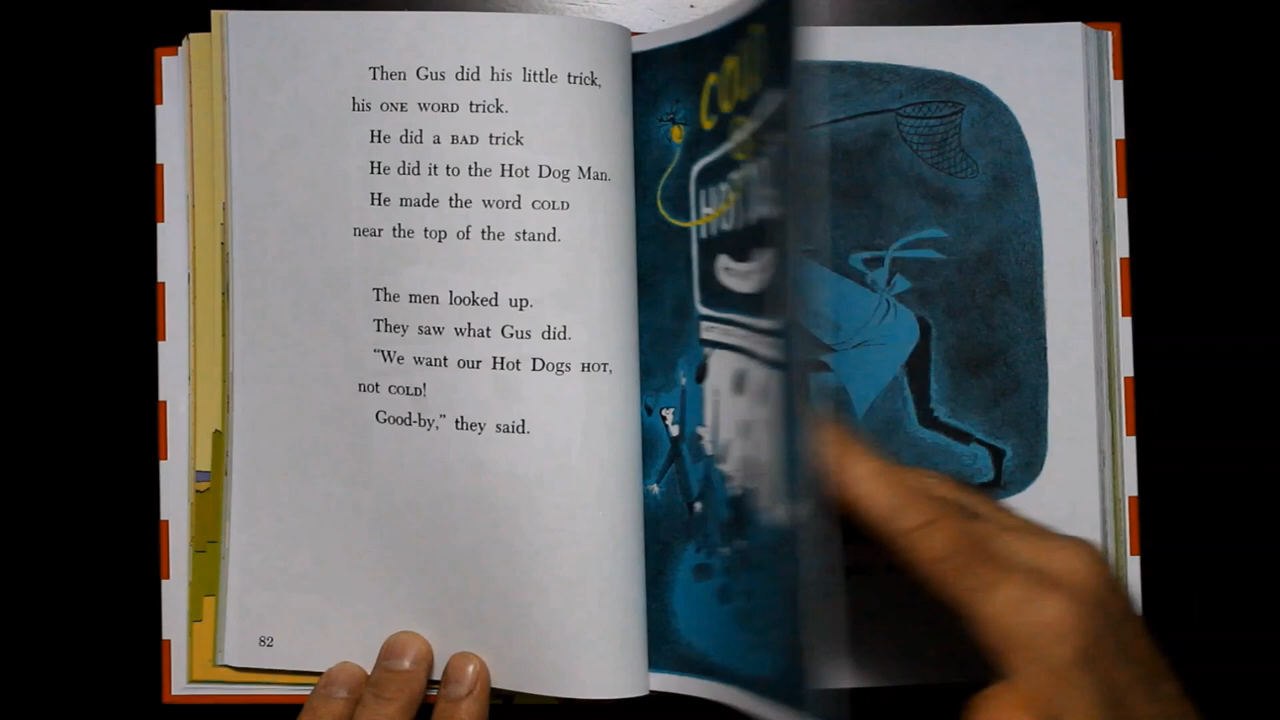 Then Gus did his little trick,
his ONE WORD trick.
He did a BAD trick
He did it to the Hot Dog Man.
He made the word COLD
near the top of the stand.
The men looked up.
They saw what Gus did.
“We want our Hot Dogs HOT,
not COLD!
Good-by,” they said.
82
COLD